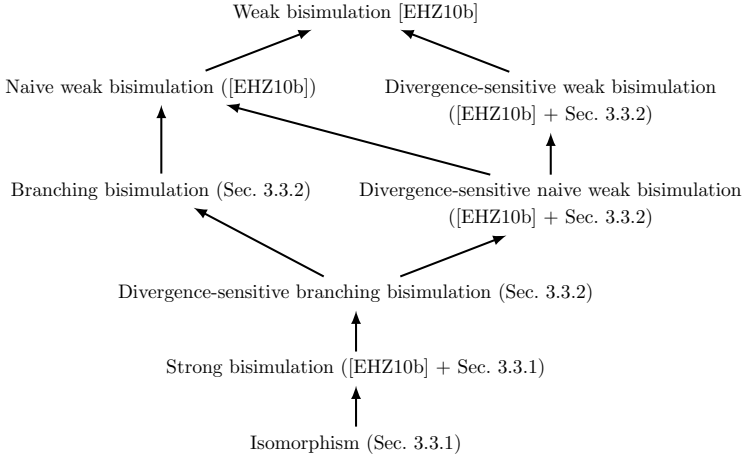 Weak bisimulation [EHZ10b]
Naive weak bisimulation ([EHZ10b])
Divergence-sensitive weak bisimulation
([EHZ10b] + Sec. 3.3.2)
Branching bisimulation (Sec. 3.3.2)
Divergence-sensitive naive weak bisimulation
([EHZ10b] + Sec. 3.3.2)
Divergence-sensitive branching bisimulation (Sec. 3.3.2)
Strong bisimulation ([EHZ10b] + Sec. 3.3.1)
Isomorphism (Sec. 3.3.1)